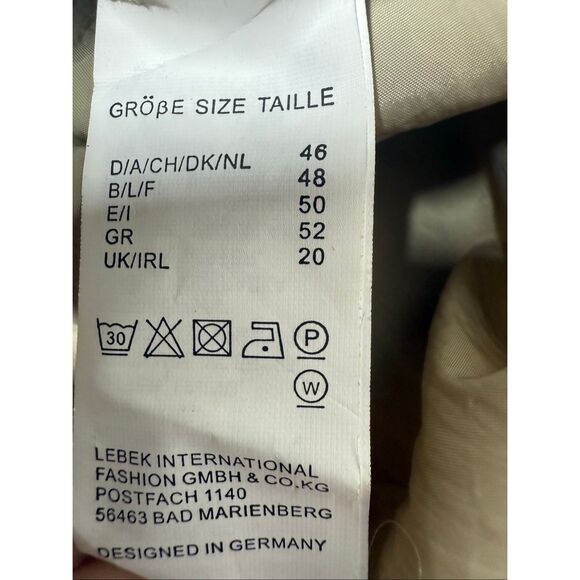 GRÖßE SIZE TAILLE
D/A/CH/DK/NL 46
B/L/F 48
E/I 50
GR 52
UK/IRL 20
30 P
W
LEBEK INTERNATIONAL
FASHION GMBH & CO.KG
POSTFACH 1140
56463 BAD MARIENBERG
DESIGNED IN GERMANY